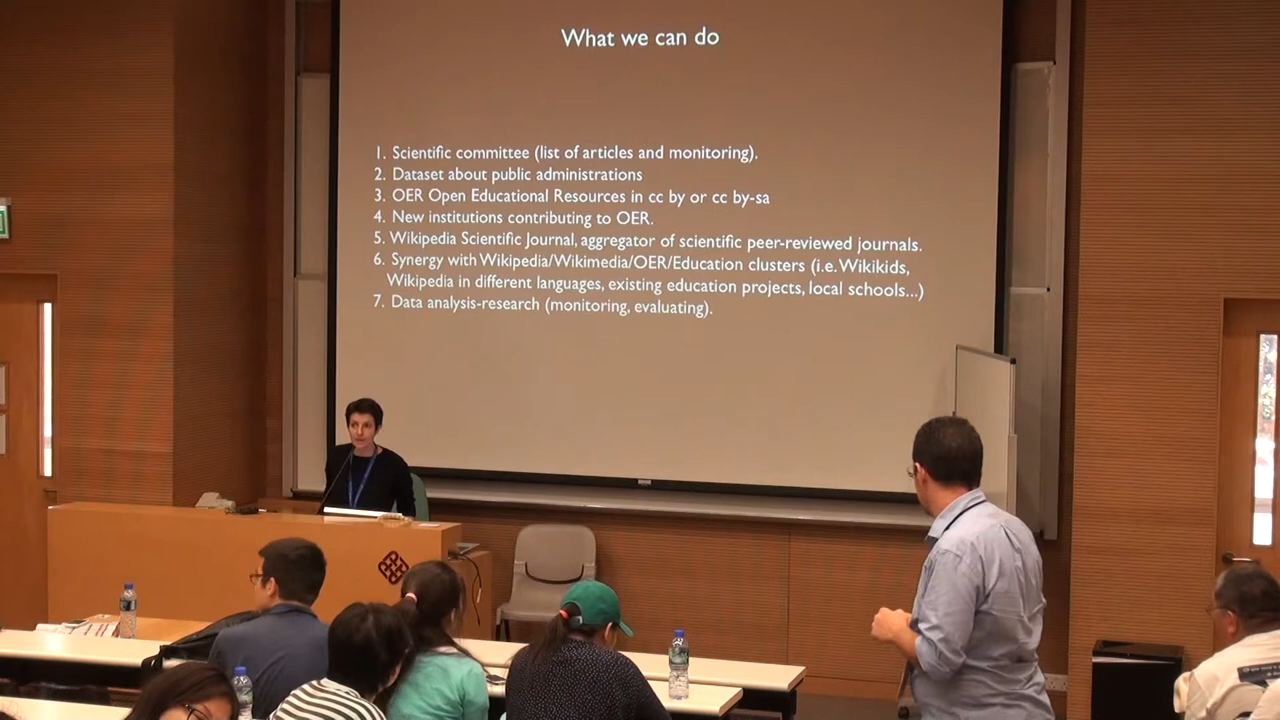 What we can do
1. Scientific committee (list of articles and monitoring).
2. Dataset about public administrations
3. OER Open Educational Resources in cc by or cc by-sa
4. New institutions contributing to OER.
5. Wikipedia Scientific Journal, aggregator of scientific peer-reviewed journals.
6. Synergy with Wikipedia/Wikimedia/OER/Education clusters (i.e. Wikikids,
Wikipedia in different languages, existing education projects, local schools...)
7. Data analysis-research (monitoring, evaluating).